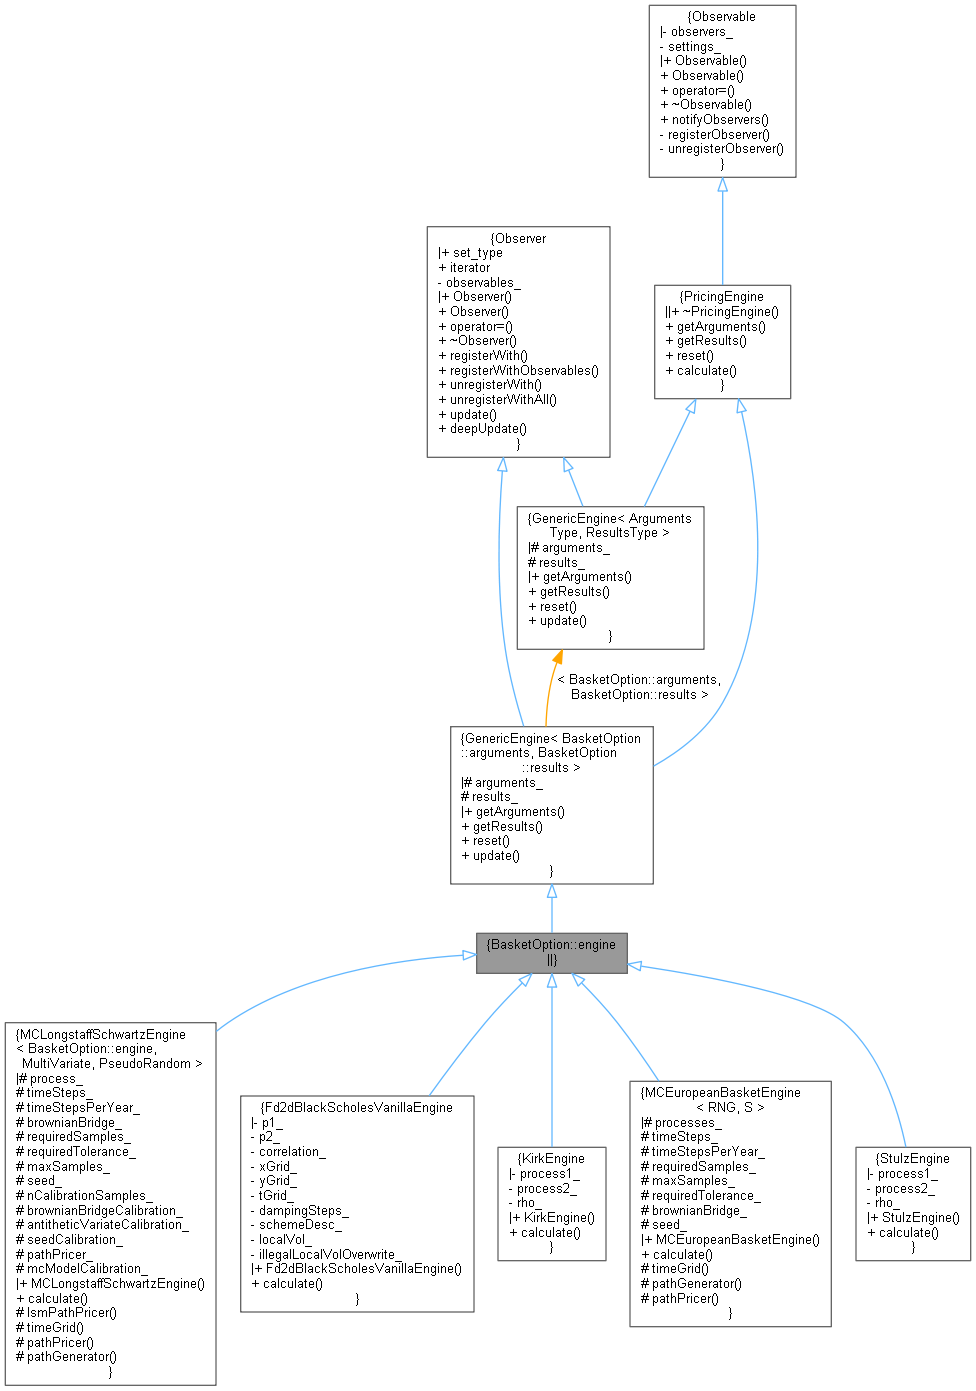 {Observable
|- observers_
- settings_
|+ Observable()
+ Observable()
+ operator=()
+ ~Observable()
+ notifyObservers()
- registerObserver()
- unregisterObserver()
}
{Observer
|+ set_type
+ iterator
- observables_
|+ Observer()
+ Observer()
+ operator=()
+ ~Observer()
+ registerWith()
+ registerWithObservables()
+ unregisterWith()
+ unregisterWithAll()
+ update()
+ deepUpdate()
}
{PricingEngine
||+ ~PricingEngine()
+ getArguments()
+ getResults()
+ reset()
+ calculate()
}
{GenericEngine< Arguments
Type, ResultsType >
|# arguments_
# results_
|+ getArguments()
+ getResults()
+ reset()
+ update()
}
< BasketOption::arguments,
BasketOption::results >
{GenericEngine< BasketOption
::arguments, BasketOption
::results >
|# arguments_
# results_
|+ getArguments()
+ getResults()
+ reset()
+ update()
}
{BasketOption::engine
||}
{MCLongstaffSchwartzEngine
< BasketOption::engine,
MultiVariate, PseudoRandom >
|# process_
# timeSteps_
# timeStepsPerYear_
# brownianBridge_
# requiredSamples_
# requiredTolerance_
# maxSamples_
# seed_
# nCalibrationSamples_
# brownianBridgeCalibration_
# antitheticVariateCalibration_
# seedCalibration_
# pathPricer_
# mcModelCalibration_
|+ MCLongstaffSchwartzEngine()
+ calculate()
# lsmPathPricer()
# timeGrid()
# pathPricer()
# pathGenerator()
}
{Fd2dBlackScholesVanillaEngine
|- p1_
- p2_
- correlation_
- xGrid_
- yGrid_
- tGrid_
- dampingSteps_
- schemeDesc_
- localVol_
- illegalLocalVolOverwrite_
|+ Fd2dBlackScholesVanillaEngine()
+ calculate()
}
{KirkEngine
|- process1_
- process2_
- rho_
|+ KirkEngine()
+ calculate()
}
{MCEuropeanBasketEngine
< RNG, S >
|# processes_
# timeSteps_
# timeStepsPerYear_
# requiredSamples_
# maxSamples_
# requiredTolerance_
# brownianBridge_
# seed_
|+ MCEuropeanBasketEngine()
+ calculate()
# timeGrid()
# pathGenerator()
# pathPricer()
}
{StulzEngine
|- process1_
- process2_
- rho_
|+ StulzEngine()
+ calculate()
}